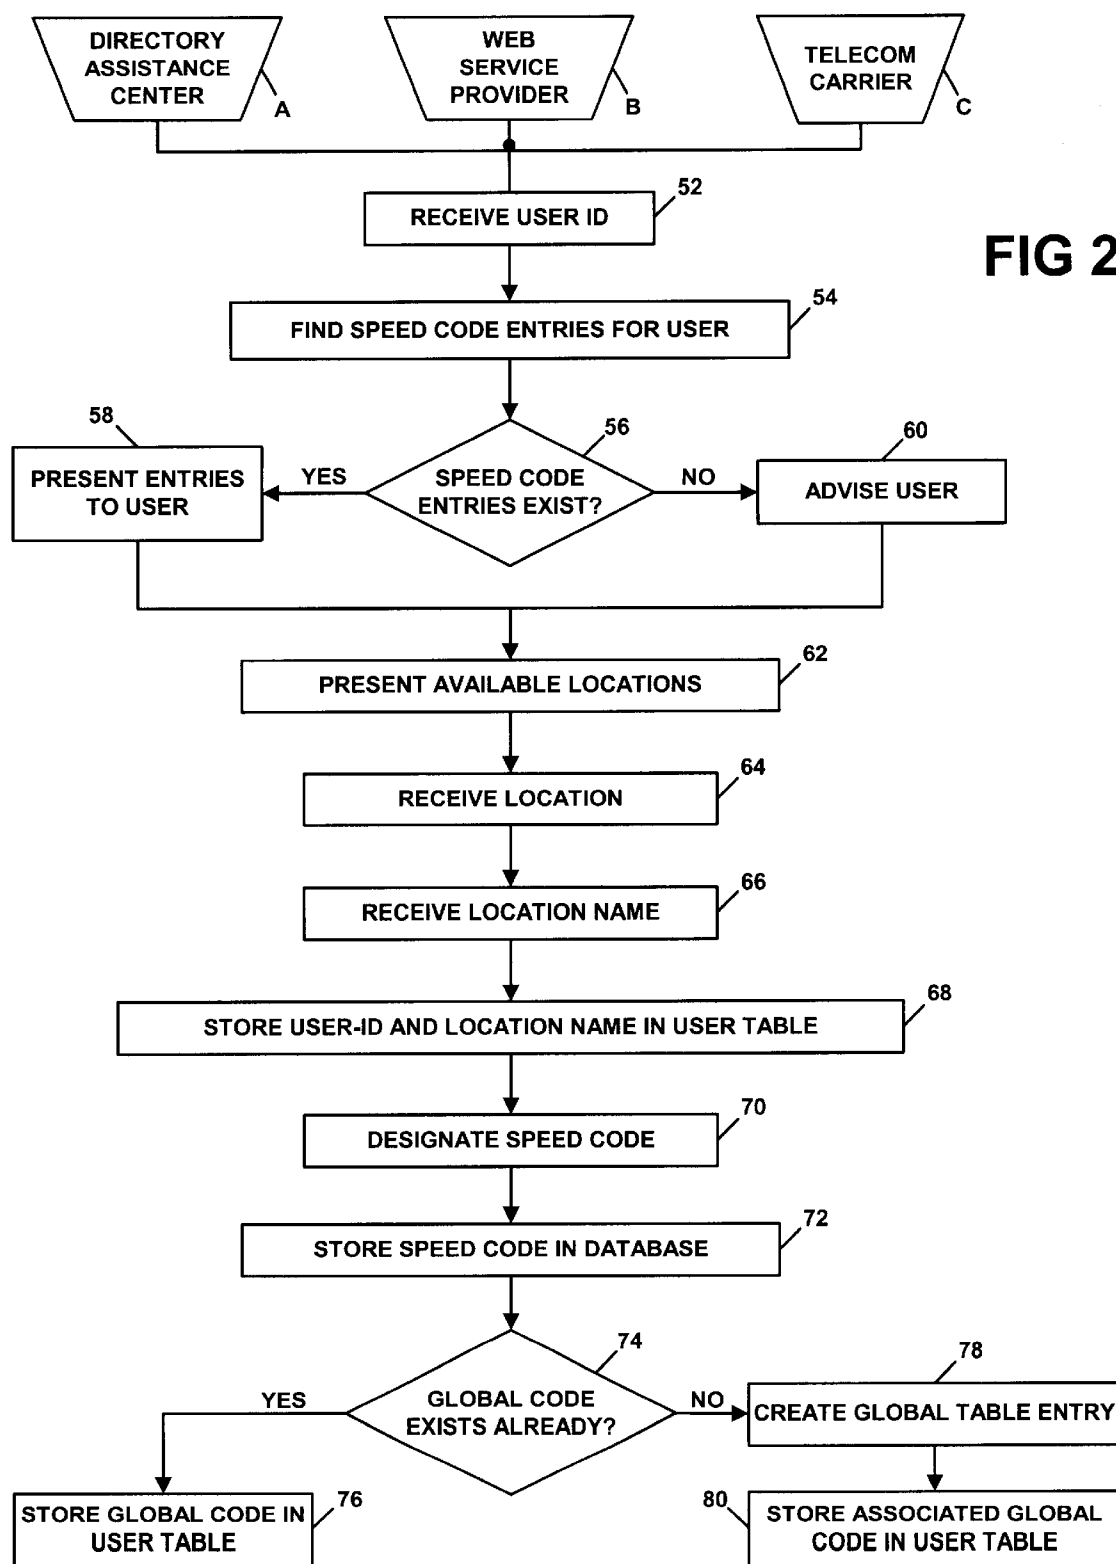 DIRECTORY
ASSISTANCE
CENTER
A
WEB
SERVICE
PROVIDER
B
TELECOM
CARRIER
C
52
RECEIVE USER ID
FIG 2
54
FIND SPEED CODE ENTRIES FOR USER
58
PRESENT ENTRIES
TO USER
YES
56
SPEED CODE
ENTRIES EXIST?
NO
60
ADVISE USER
62
PRESENT AVAILABLE LOCATIONS
64
RECEIVE LOCATION
66
RECEIVE LOCATION NAME
68
STORE USER-ID AND LOCATION NAME IN USER TABLE
70
DESIGNATE SPEED CODE
72
STORE SPEED CODE IN DATABASE
74
GLOBAL CODE
EXISTS ALREADY?
YES
NO
78
CREATE GLOBAL TABLE ENTRY
STORE GLOBAL CODE IN
USER TABLE
76
80
STORE ASSOCIATED GLOBAL
CODE IN USER TABLE